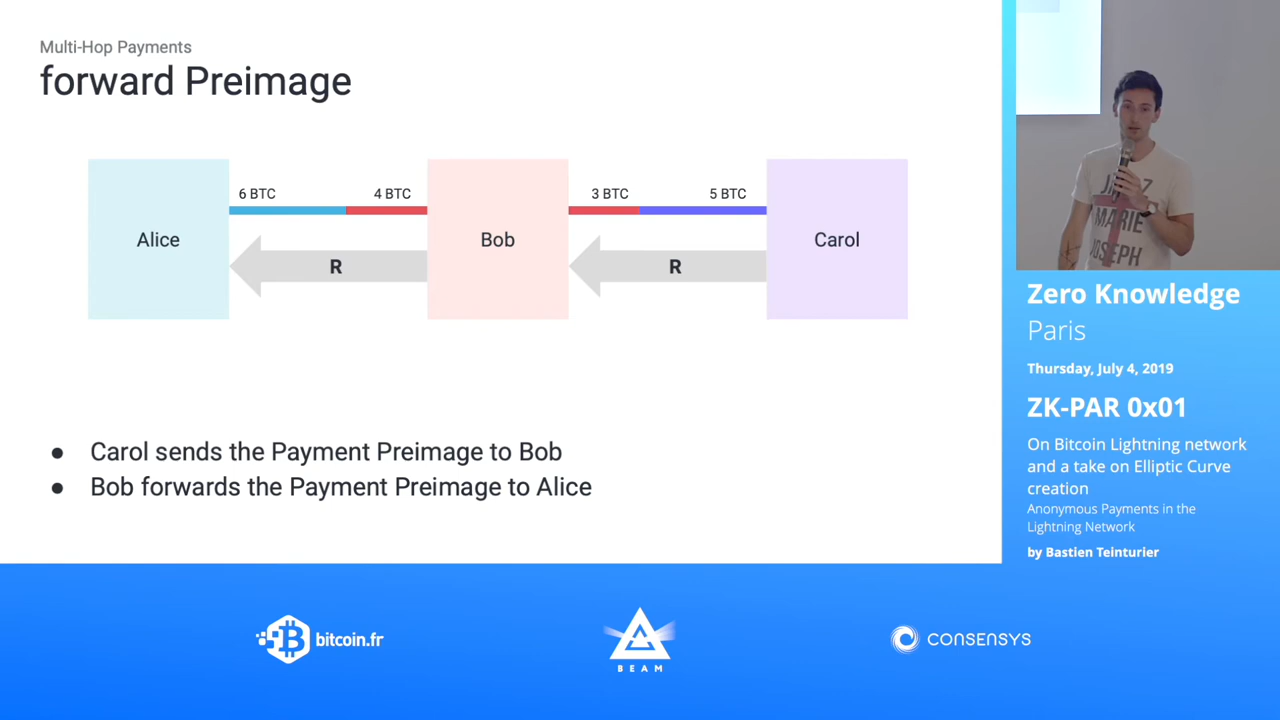 Multi-Hop Payments
forward Preimage
6 BTC
4 BTC
3 BTC
5 BTC
Alice
Bob
Carol
R
R
● Carol sends the Payment Preimage to Bob
● Bob forwards the Payment Preimage to Alice
MARIE
JOSEPH
Zero Knowledge
Paris
Thursday, July 4, 2019
ZK-PAR 0x01
On Bitcoin Lightning network
and a take on Elliptic Curve
creation
Anonymous Payments in the
Lightning Network
by Bastien Teinturier
bitcoin.fr
BEAM
CONSENSYS